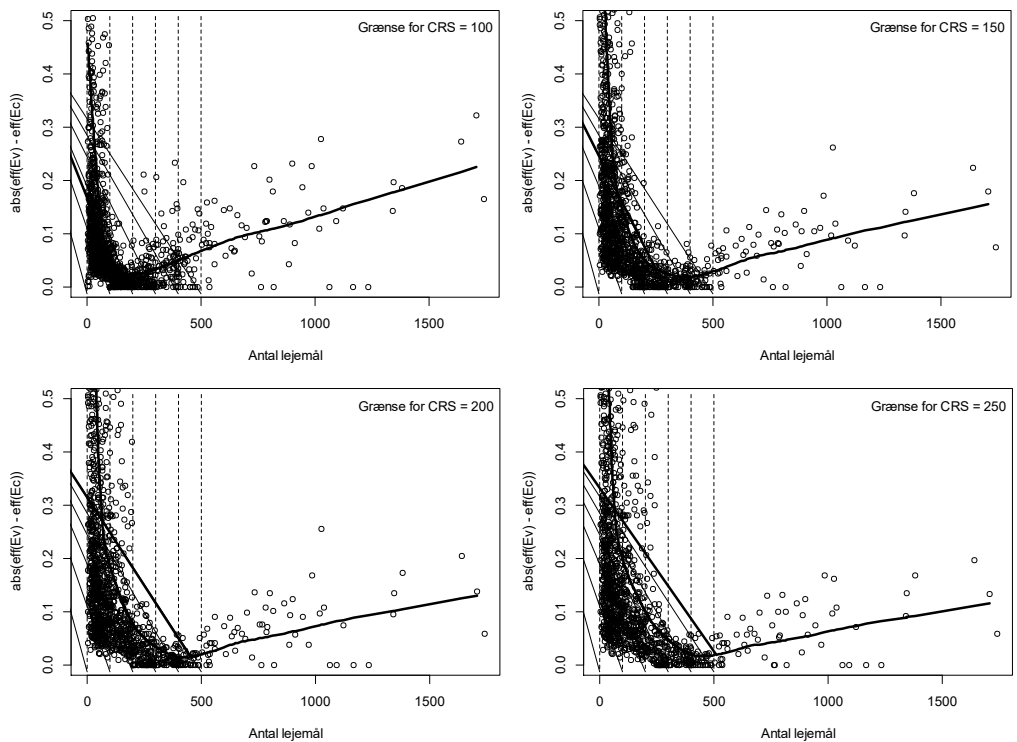 Grænse for CRS = 100
abs(eff(Ev) - eff(Ec))
0.5
0.4
0.3
0.2
0.1
0.0
0 500 1000 1500
Antal lejemål
Grænse for CRS = 150
abs(eff(Ev) - eff(Ec))
0.5
0.4
0.3
0.2
0.1
0.0
0 500 1000 1500
Antal lejemål
Grænse for CRS = 200
abs(eff(Ev) - eff(Ec))
0.5
0.4
0.3
0.2
0.1
0.0
0 500 1000 1500
Antal lejemål
Grænse for CRS = 250
abs(eff(Ev) - eff(Ec))
0.5
0.4
0.3
0.2
0.1
0.0
0 500 1000 1500
Antal lejemål